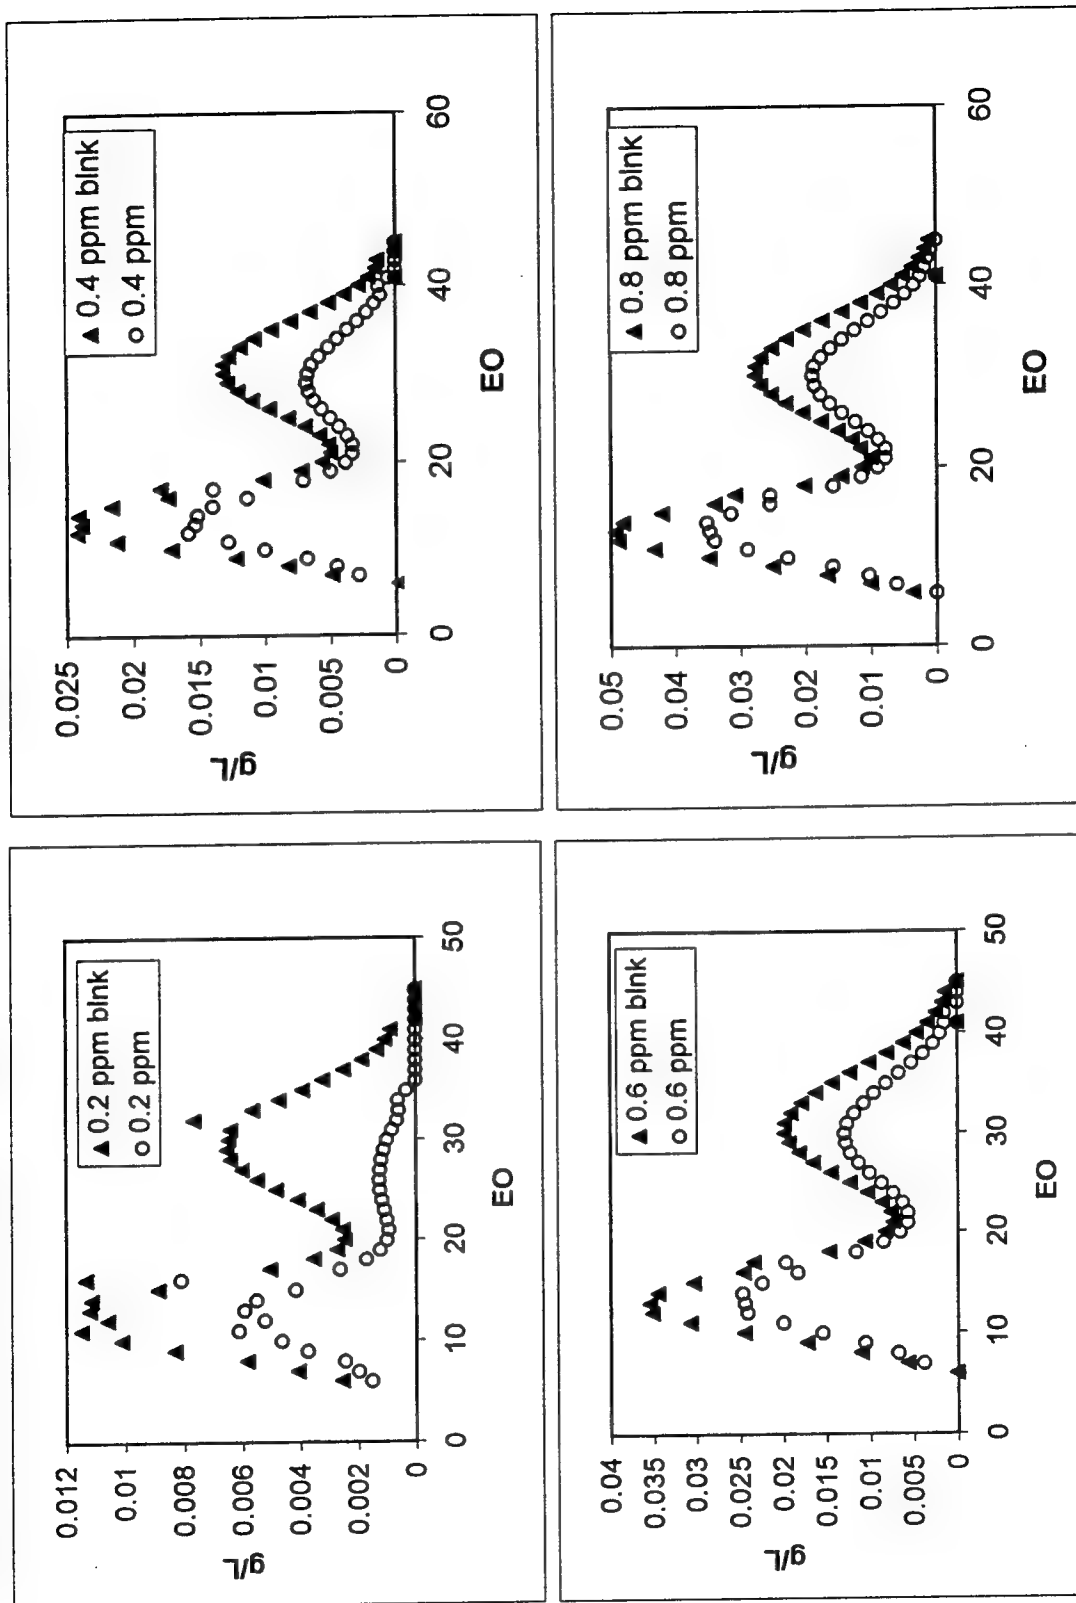 0.012
0.01
0.008
0.006
0.004
0.002
0
g/L
0 10 20 30 40 50
EO
▲ 0.2 ppm blnk
○ 0.2 ppm
0.025
0.02
0.015
0.01
0.005
0
g/L
0 20 40 60
EO
▲ 0.4 ppm blnk
○ 0.4 ppm
0.04
0.035
0.03
0.025
0.02
0.015
0.01
0.005
0
g/L
0 10 20 30 40 50
EO
▲ 0.6 ppm blnk
○ 0.6 ppm
0.05
0.04
0.03
0.02
0.01
0
g/L
0 20 40 60
EO
▲ 0.8 ppm blnk
○ 0.8 ppm